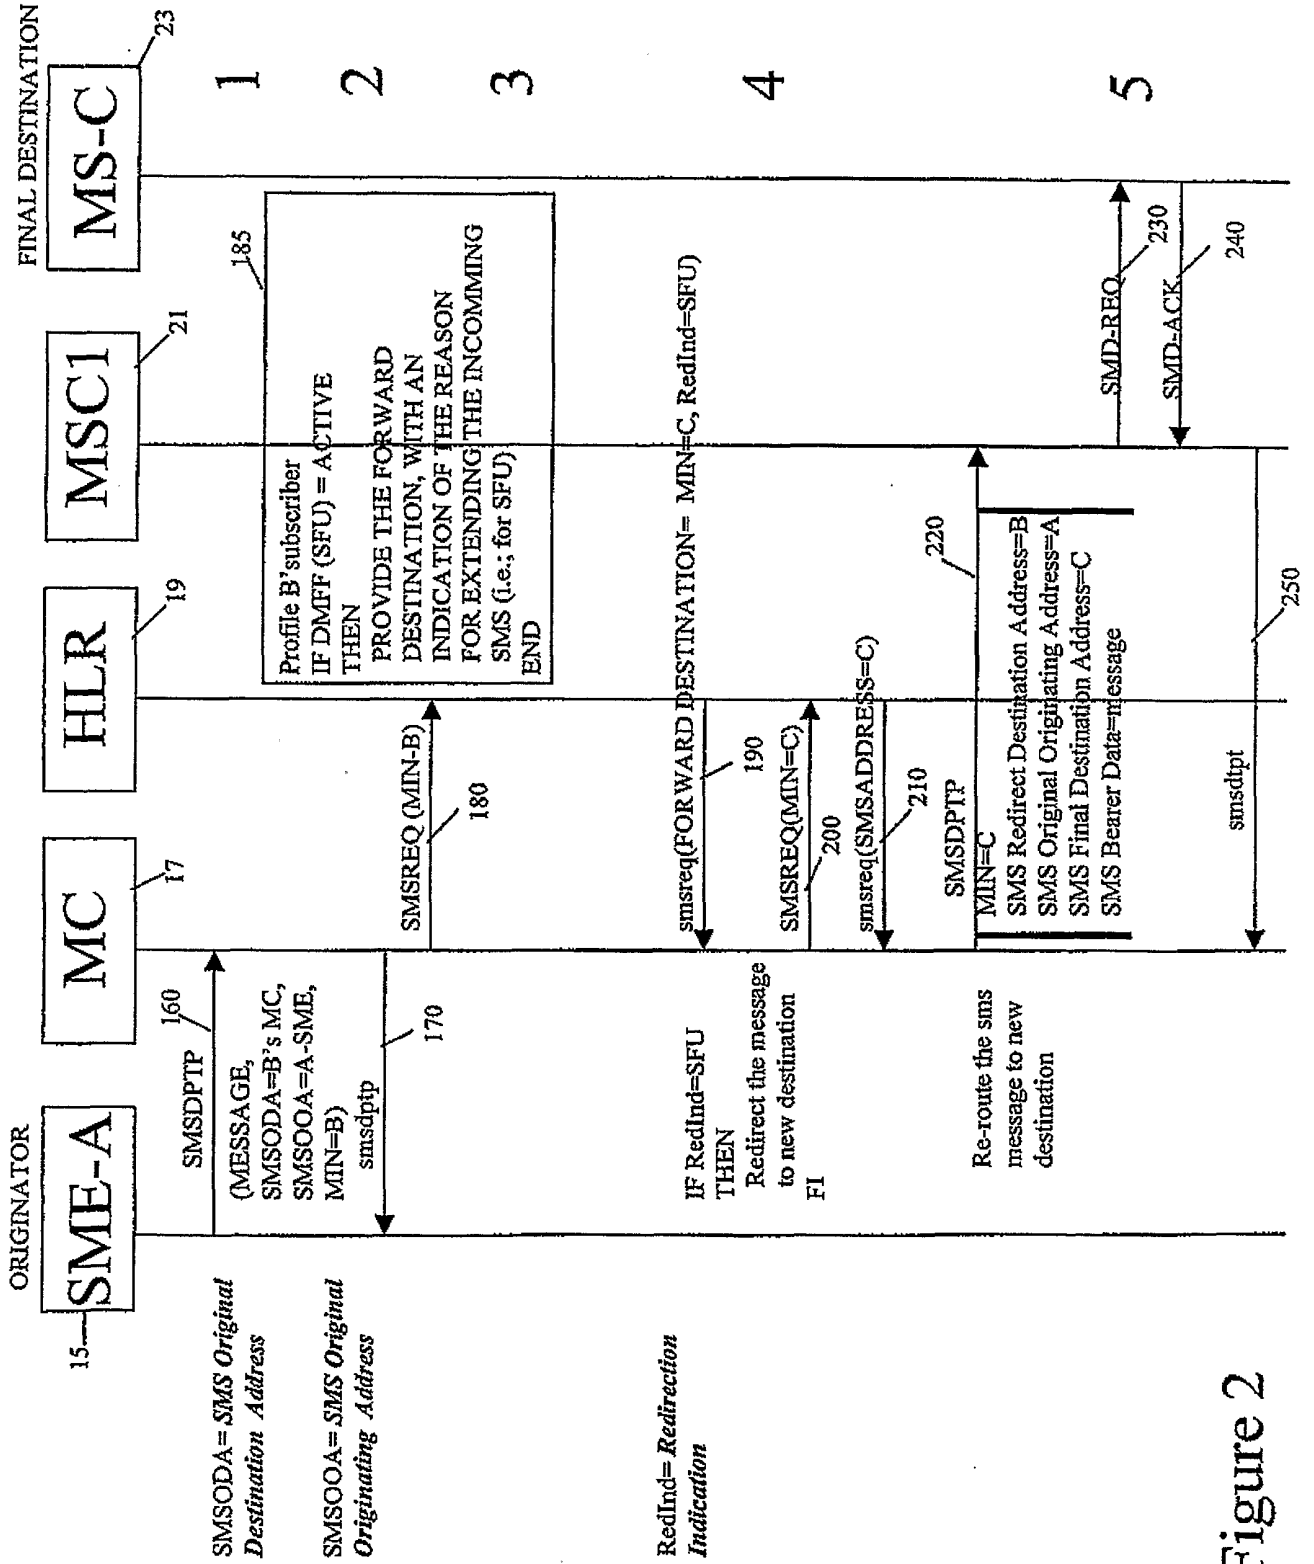 ORIGINATOR
FINAL DESTINATION
SME-A
MC
HLR
MSC1
MS-C
15
17
19
21
23
SMSODA= SMS Original
Destination Address
SMSOOA= SMS Original
Originating Address
RedInd= Redirection
Indication
SMSDPTP
160
(MESSAGE,
SMSODA=B's MC,
SMSOOA=A-SME,
MIN=B)
smsdptp
170
1
2
3
4
5
SMSREQ (MIN-B)
180
185
Profile B'subscriber
IF DMFF (SFU) = ACTIVE
THEN
PROVIDE THE FORWARD
DESTINATION, WITH AN
INDICATION OF THE REASON
FOR EXTENDING THE INCOMMING
SMS (i.e.; for SFU)
END
smsreq(FORWARD DESTINATION= MIN=C, RedInd=SFU)
190
IF RedInd=SFU
THEN
Redirect the message
to new destination
FI
SMSREQ(MIN=C)
200
smsreq(SMSADDRESS=C)
210
SMSDPTP
220
MIN=C
SMS Redirect Destination Address=B
SMS Original Originating Address=A
SMS Final Destination Address=C
SMS Bearer Data=message
Re-route the sms
message to new
destination
SMD-REQ
230
SMD-ACK
240
smsdtpt
250
Figure 2